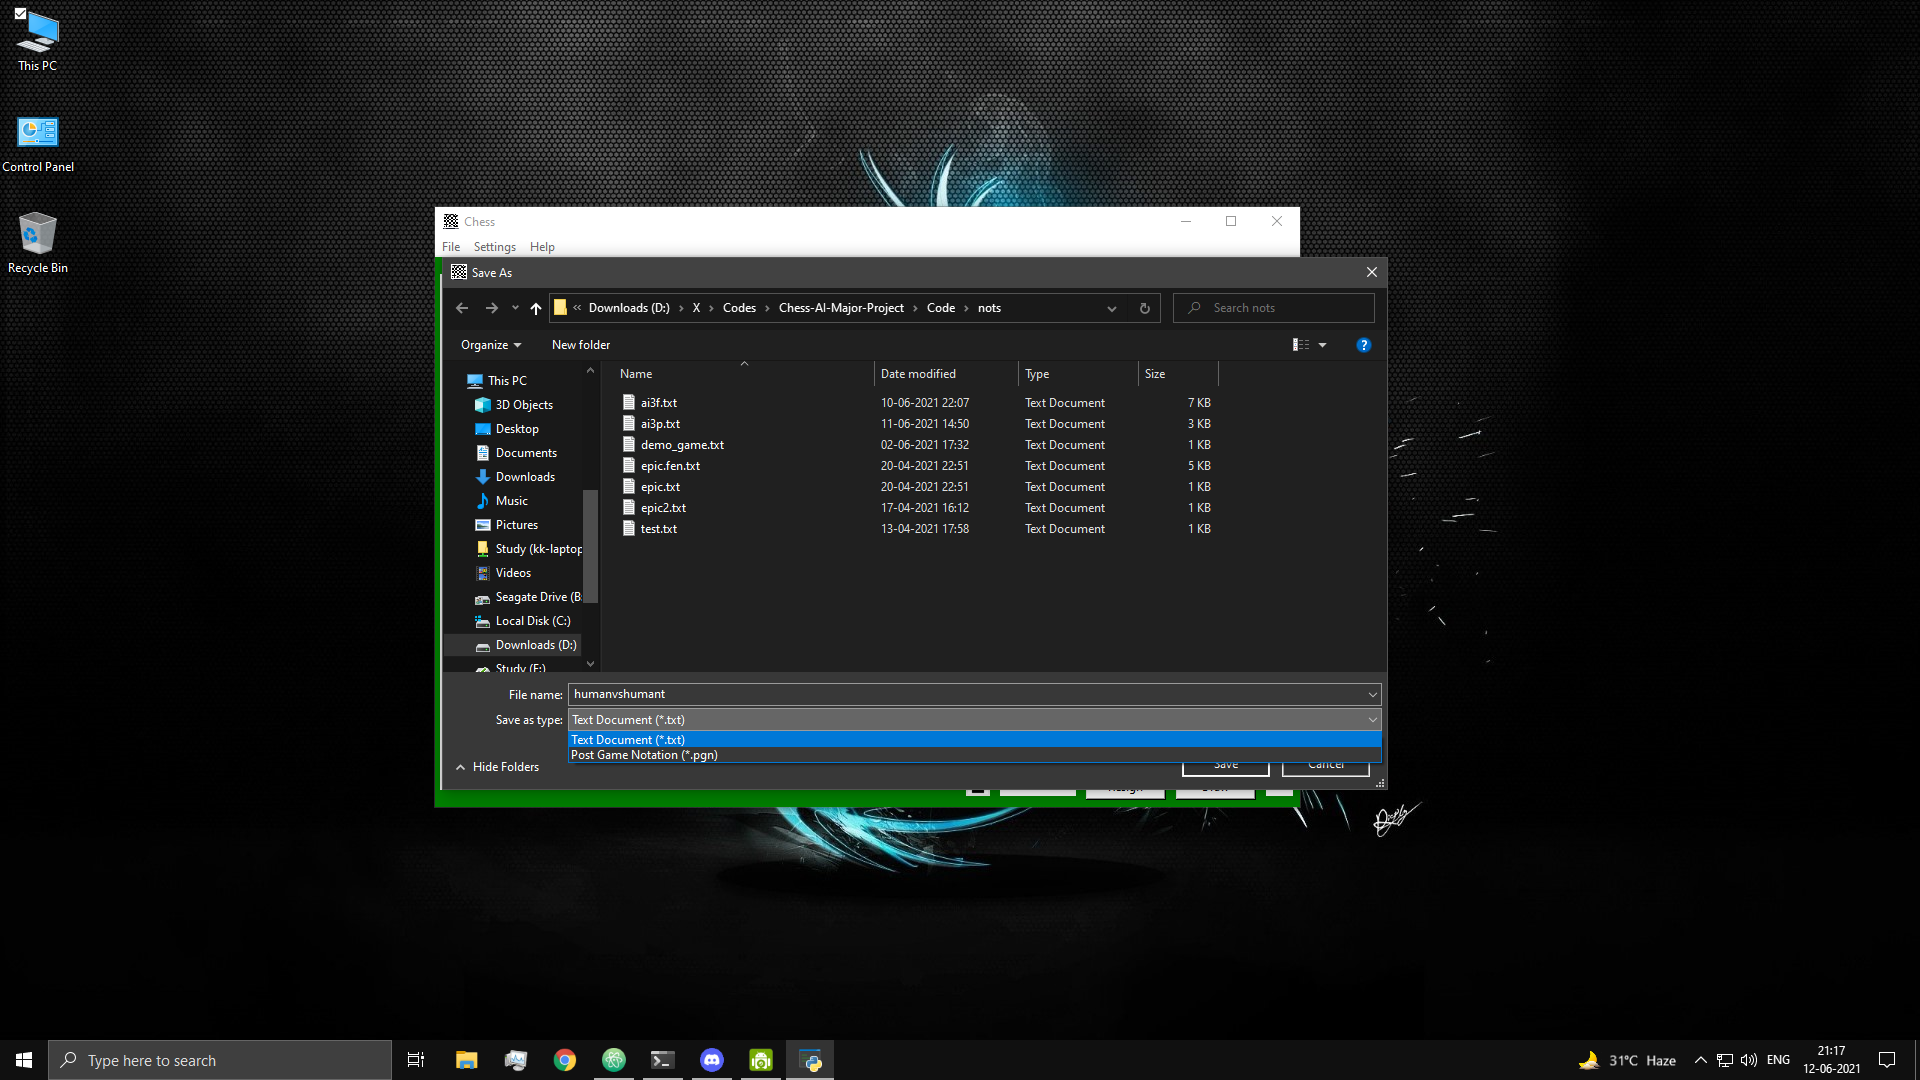 This PC
Control Panel
Recycle Bin
Chess
File Settings Help
Save As
« Downloads (D:) › X › Codes › Chess-AI-Major-Project › Code › nots
Search nots
Organize New folder
?
This PC
3D Objects
Desktop
Documents
Downloads
Music
Pictures
Study (kk-laptop
Videos
Seagate Drive (B:
Local Disk (C:)
Downloads (D:)
Study (E:)
Name Date modified Type Size
ai3f.txt 10-06-2021 22:07 Text Document 7 KB
ai3p.txt 11-06-2021 14:50 Text Document 3 KB
demo_game.txt 02-06-2021 17:32 Text Document 1 KB
epic.fen.txt 20-04-2021 22:51 Text Document 5 KB
epic.txt 20-04-2021 22:51 Text Document 1 KB
epic2.txt 17-04-2021 16:12 Text Document 1 KB
test.txt 13-04-2021 17:58 Text Document 1 KB
File name: humanvshumant
Save as type: Text Document (*.txt)
Text Document (*.txt)
Post Game Notation (*.pgn)
Hide Folders
Save Cancel
Type here to search
31°C Haze
ENG
21:17
12-06-2021